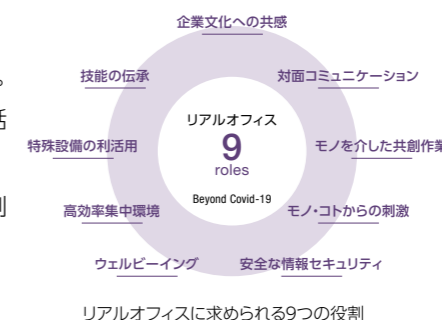 企業文化への共感
技能の伝承
対面コミュニケーション
。
話
リアルオフィス
9
roles
特殊設備の利活用
モノを介した共創作業
Beyond Covid-19
高効率集中環境
モノ・コトからの刺激
ウェルビーイング
安全な情報セキュリティ
リアルオフィスに求められる9つの役割